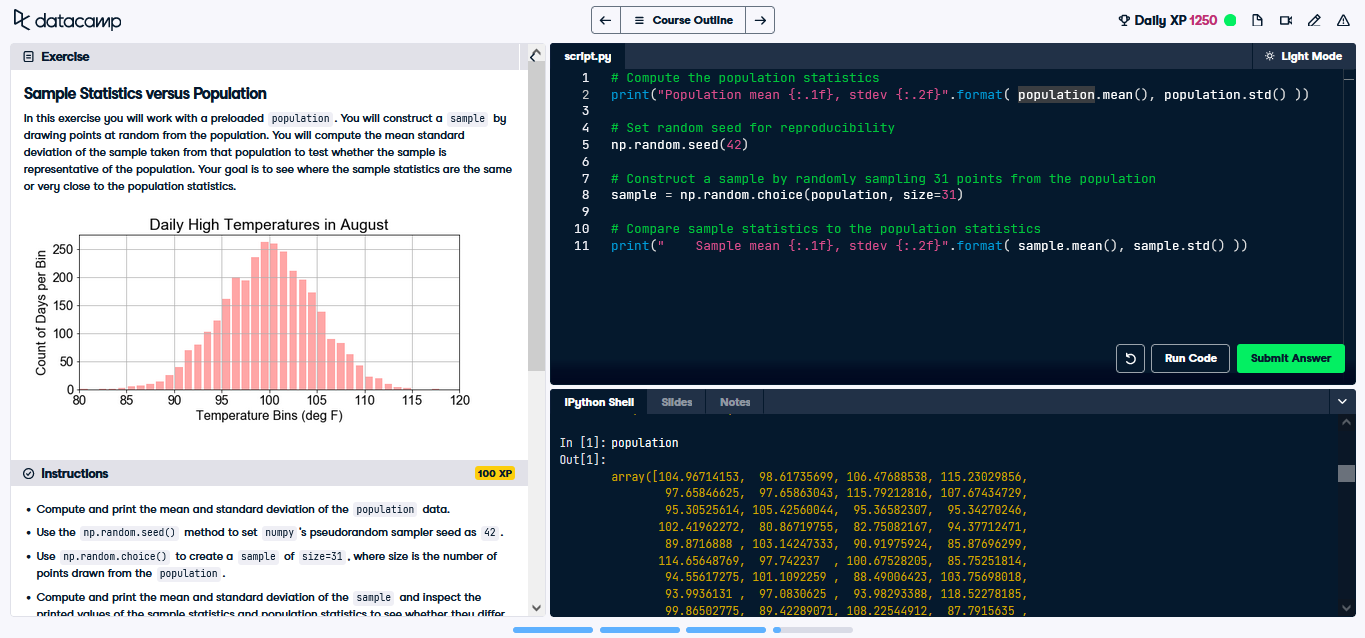 datacamp
Course Outline
Daily XP 1250
Exercise
Sample Statistics versus Population
In this exercise you will work with a preloaded population . You will construct a sample by
drawing points at random from the population. You will compute the mean standard
deviation of the sample taken from that population to test whether the sample is
representative of the population. Your goal is to see where the sample statistics are the same
or very close to the population statistics.
Daily High Temperatures in August
Count of Days per Bin
250
200
150
100
50
0
80 85 90 95 100 105 110 115 120
Temperature Bins (deg F)
Instructions
100 XP
• Compute and print the mean and standard deviation of the population data.
• Use the np.random.seed() method to set numpy 's pseudorandom sampler seed as 42 .
• Use np.random.choice() to create a sample of size=31 , where size is the number of
points drawn from the population .
• Compute and print the mean and standard deviation of the sample and inspect the
printed values of the sample statistics and population statistics to see whether they differ
script.py
Light Mode
1 # Compute the population statistics
2 print("Population mean {:.1f}, stdev {:.2f}".format( population.mean(), population.std() ))
3
4 # Set random seed for reproducibility
5 np.random.seed(42)
6
7 # Construct a sample by randomly sampling 31 points from the population
8 sample = np.random.choice(population, size=31)
9
10 # Compare sample statistics to the population statistics
11 print("    Sample mean {:.1f}, stdev {:.2f}".format( sample.mean(), sample.std() ))
Run Code
Submit Answer
IPython Shell
Slides
Notes
In [1]: population
Out[1]:
array([104.96714153,  98.61735699, 106.47688538, 115.23029856,
97.65846625,  97.65863043, 115.79212816, 107.67434729,
95.30525614, 105.42560044,  95.36582307,  95.34270246,
102.41962272,  80.86719755,  82.75082167,  94.37712471,
89.8716888 , 103.14247333,  90.91975924,  85.87696299,
114.65648769,  97.742237  , 100.67528205,  85.75251814,
94.55617275, 101.1092259 ,  88.49006423, 103.75698018,
93.9936131 ,  97.0830625 ,  93.98293388, 118.52278185,
99.86502775,  89.42289071, 108.22544912,  87.7915635 ,